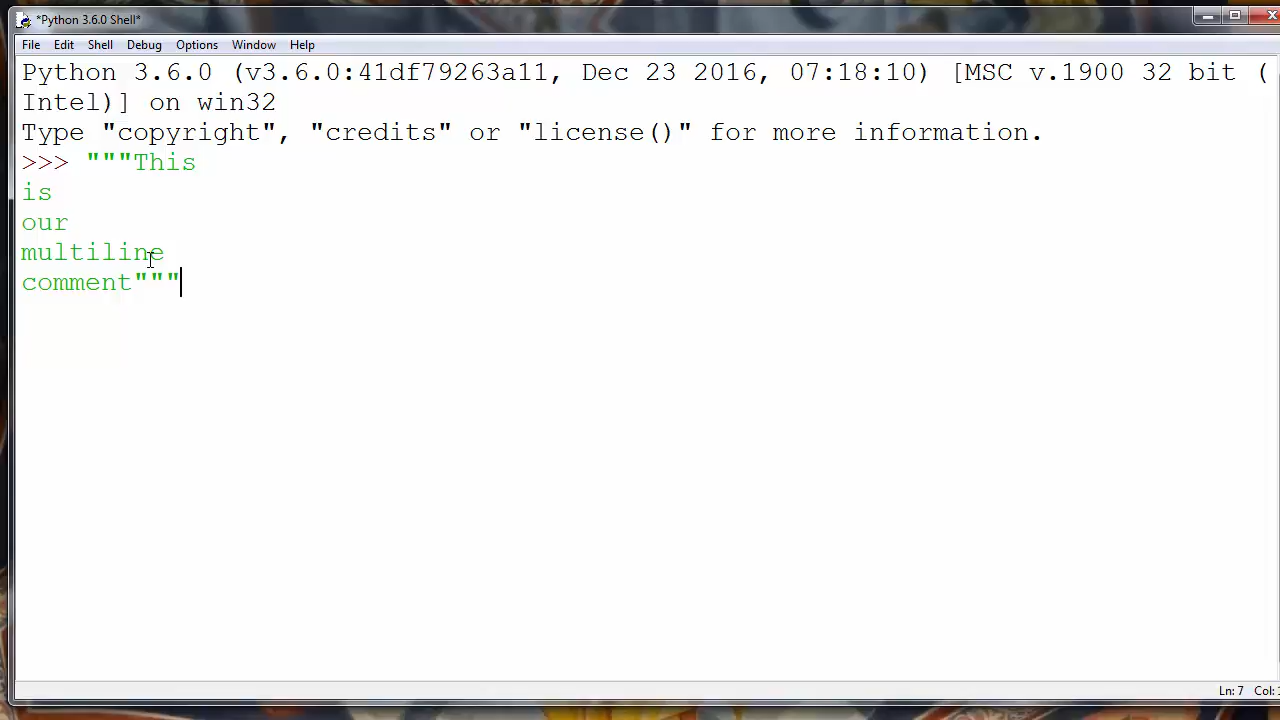 *Python 3.6.0 Shell*
File Edit Shell Debug Options Window Help
Python 3.6.0 (v3.6.0:41df79263a11, Dec 23 2016, 07:18:10) [MSC v.1900 32 bit (
Intel)] on win32
Type "copyright", "credits" or "license()" for more information.
>>> """This
is
our
multiline
comment"""
Ln: 7 Col: